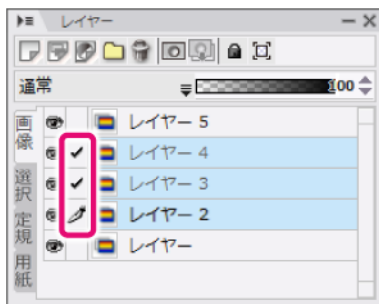 レイヤー
通常
100
画像
選択
定規
用紙
レイヤー 5
レイヤー 4
レイヤー 3
レイヤー 2
レイヤー